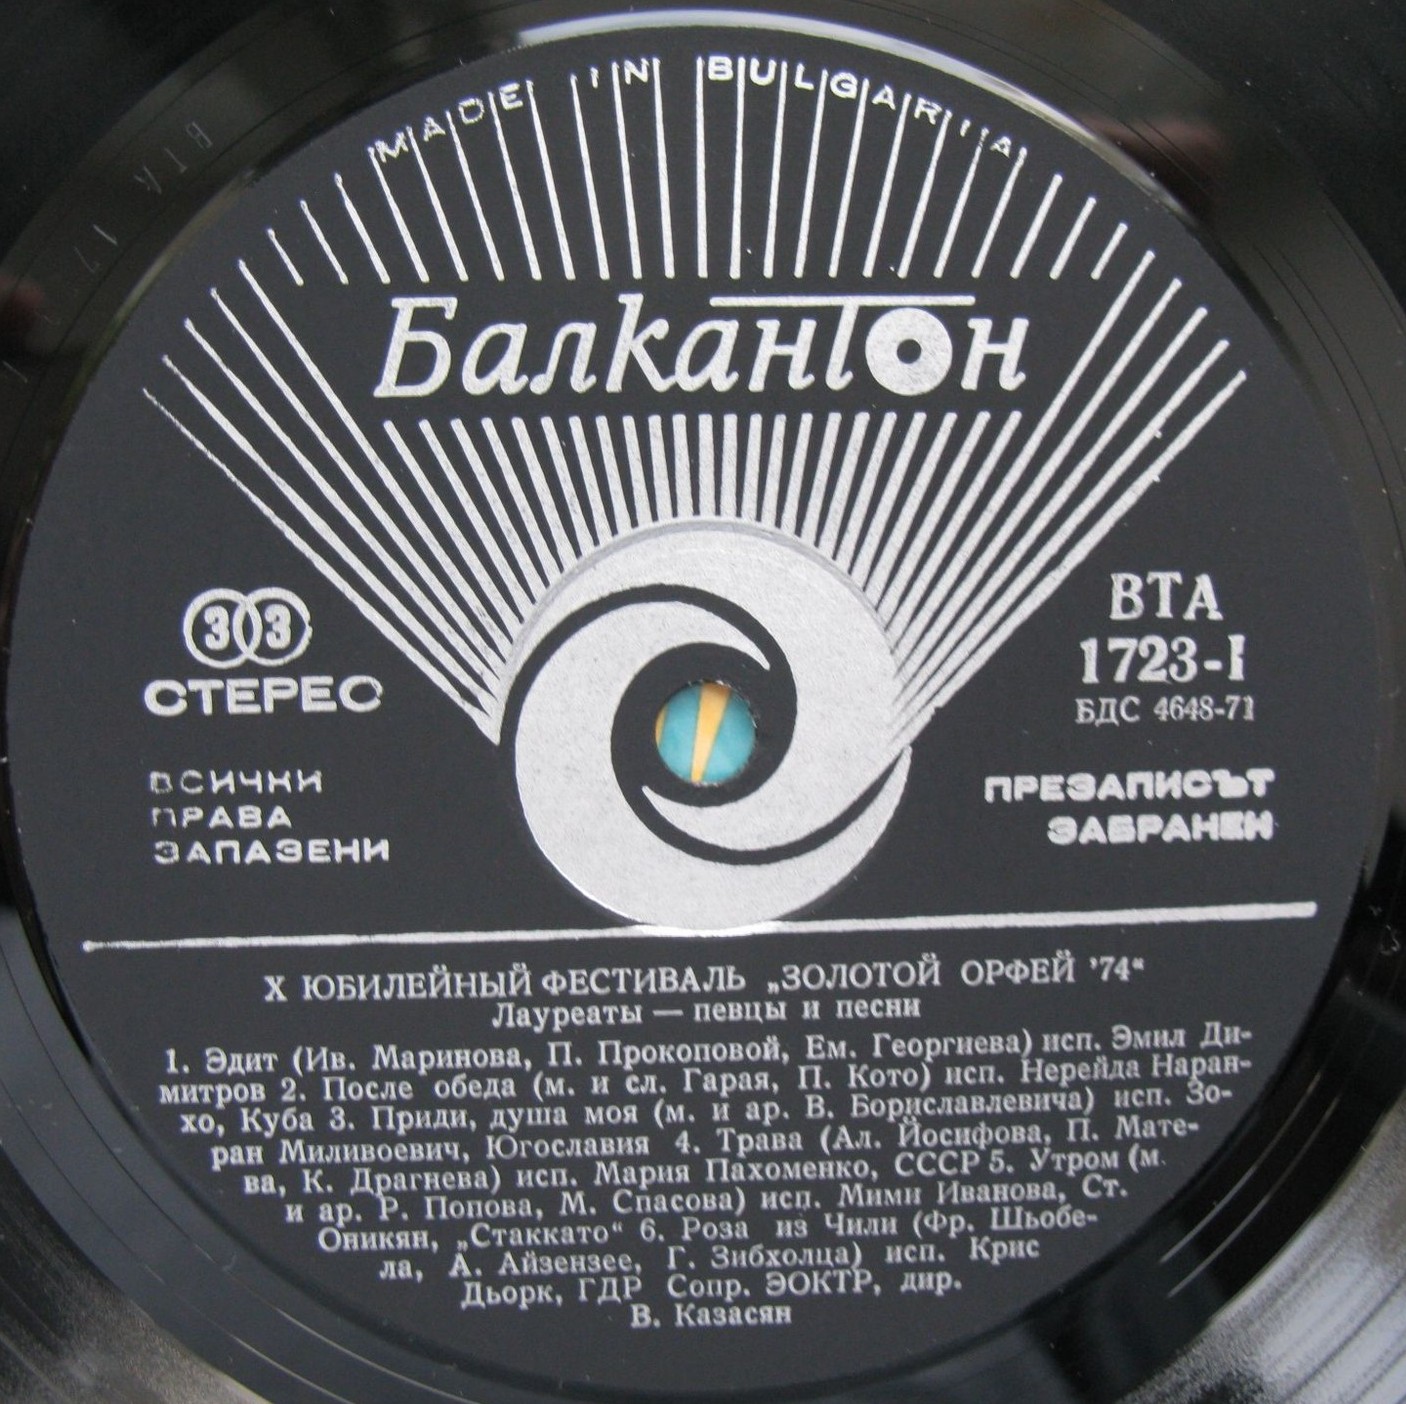 MADE IN BULGARIA
Балкантон
33
СТЕРЕО
ВСИЧКИ
ПРАВА
ЗАПАЗЕНИ
ВТА
1723-I
БДС 4648-71
ПРЕЗАПИСЪТ
ЗАБРАНЕН
X ЮБИЛЕЙНЫЙ ФЕСТИВАЛЬ „ЗОЛОТОЙ ОРФЕЙ '74“
Лауреаты — певцы и песни
1. Эдит (Ив. Маринова, П. Прокоповой, Ем. Георгиева) исп. Эмил Ди-
митров 2. После обеда (м. и сл. Гарая, П. Кото) исп. Нерейда Наран-
хо, Куба 3. Приди, душа моя (м. и ар. В. Бориславлевича) исп. Зо-
ран Миливоевич, Югославия 4. Трава (Ал. Йосифова, П. Мате-
ва, К. Драгнева) исп. Мария Пахоменко, СССР 5. Утром (м.
и ар. Р. Попова, М. Спасова) исп. Мими Иванова, Ст.
Оникян, „Стаккато“ 6. Роза из Чили (Фр. Шьобе-
ла, А. Айзензее, Г. Зибхолца) исп. Крис
Дьорк, ГДР Сопр. ЭОКТР, дир.
В. Казасян